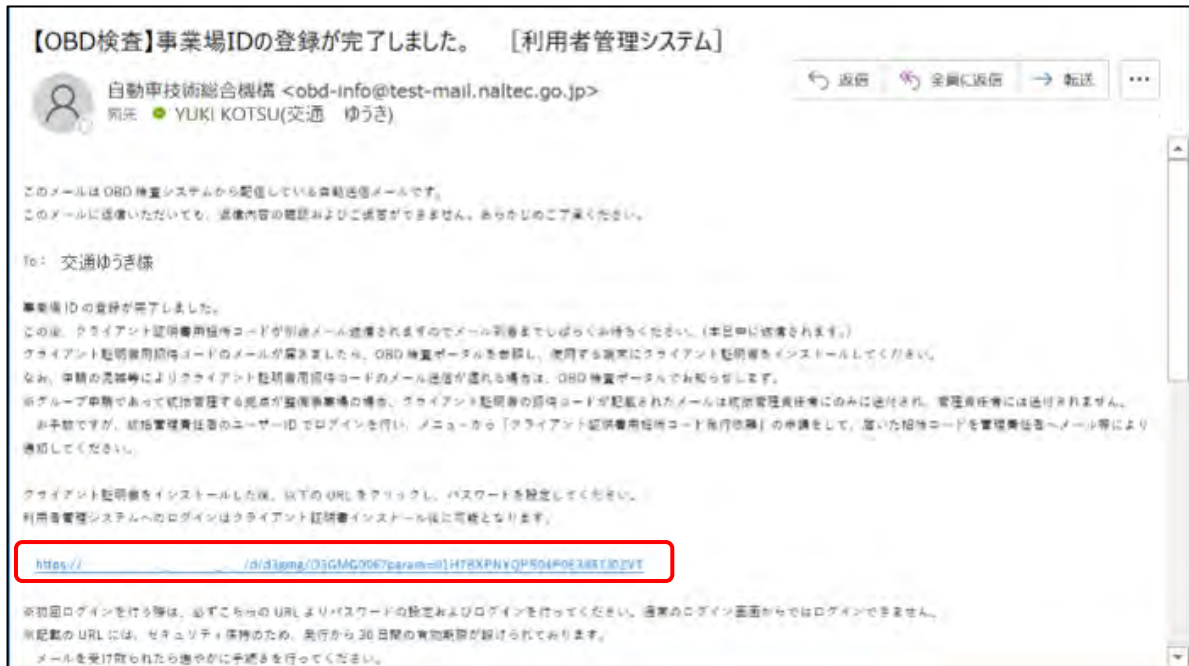 【OBD検査】事業場IDの登録が完了しました。 ［利用者管理システム］
自動車技術総合機構 <obd-info@test-mail.naltec.go.jp>
宛先 YUKI KOTSU(交通 ゆうき)
返信 全員に返信 転送 …
このメールは OBD 検査システムから配信している自動送信メールです。
このメールに返信いただいても、返信内容の確認およびご返答ができません。あらかじめご了承ください。
To： 交通ゆうき様
事業場 ID の登録が完了しました。
この後、クライアント証明書用招待コードが別途メール送信されますのでメール到着までしばらくお待ちください。(本日中に送信されます。)
クライアント証明書用招待コードのメールが届きましたら、OBD 検査ポータルを参照し、使用する端末にクライアント証明書をインストールしてください。
なお、申請の混雑等によりクライアント証明書用招待コードのメール送信が遅れる場合は、OBD 検査ポータルでお知らせします。
※グループ申請であって統括管理する拠点が整備事業場の場合、クライアント証明書の招待コードが記載されたメールは統括管理責任者にのみに送付され、管理責任者には送付されません。
お手数ですが、統括管理責任者のユーザーID でログインを行い、メニューから「クライアント証明書用招待コード発行依頼」の申請をして、届いた招待コードを管理責任者へメール等により
通知してください。
クライアント証明書をインストールした後、以下の URL をクリックし、パスワードを設定してください。
利用者管理システムへのログインはクライアント証明書インストール後に可能となります。
https://
※初回ログインを行う際は、必ずこちらの URL よりパスワードの設定およびログインを行ってください。通常のログイン画面からではログインできません。
※記載の URL には、セキュリティ保持のため、発行から 30 日間の有効期限が設けられております。
メールを受け取られたら速やかに手続きを行ってください。